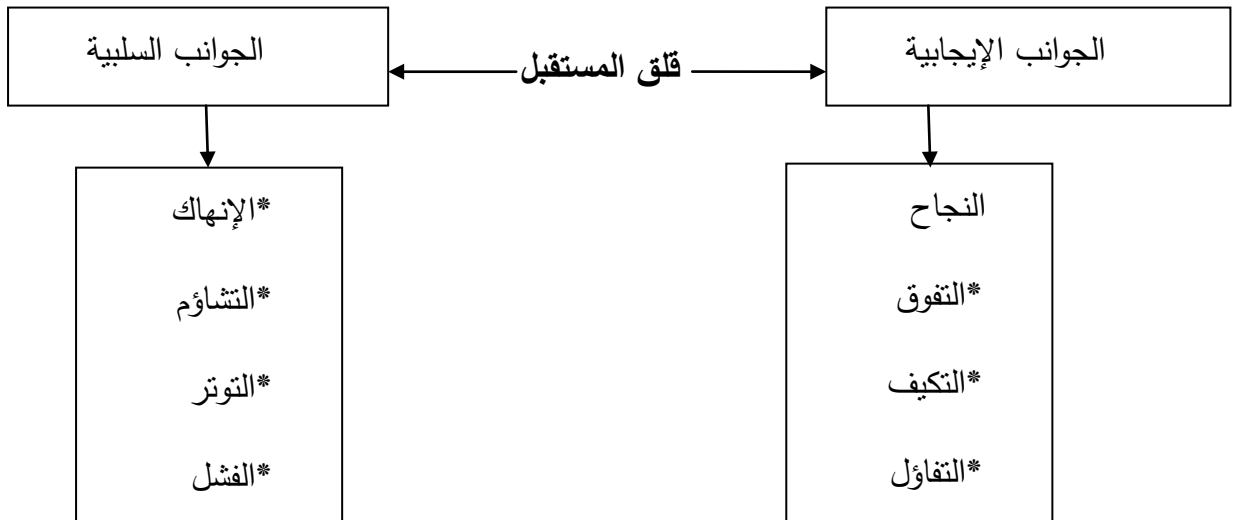 الجوانب الإيجابية
قلق المستقبل
الجوانب السلبية
النجاح
*التفوق
*التكيف
*التفاؤل
*الإنهاك
*التشاؤم
*التوتر
*الفشل